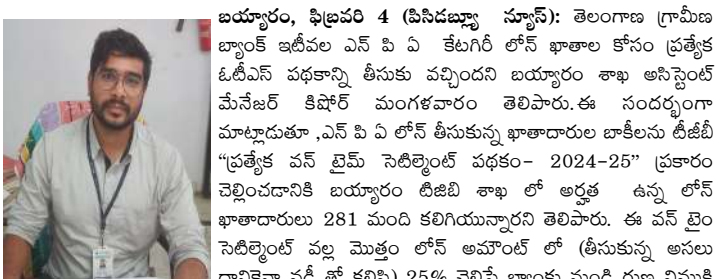 బయ్యారం, ఫిబ్రవరి 4 (పిసిడబ్ల్యూ న్యూస్): తెలంగాణ గ్రామీణ
బ్యాంక్ ఇటీవల ఎన్ పి ఏ కేటగిరీ లోన్ ఖాతాల కోసం ప్రత్యేక
ఓటీఎస్ పథకాన్ని తీసుకు వచ్చిందని బయ్యారం శాఖ అసిస్టెంట్
మేనేజర్ కిషోర్ మంగళవారం తెలిపారు.ఈ సందర్భంగా
మాట్లాడుతూ ,ఎన్ పి ఏ లోన్ తీసుకున్న ఖాతాదారుల బాకీలను టీజీబీ
“ప్రత్యేక వన్ టైమ్ సెటిల్మెంట్ పథకం- 2024-25” ప్రకారం
చెల్లించడానికి బయ్యారం టిజిబి శాఖ లో అర్హత ఉన్న లోన్
ఖాతాదారులు 281 మంది కలిగియున్నారని తెలిపారు. ఈ వన్ టైం
సెటిల్మెంట్ వల్ల మొత్తం లోన్ అమౌంట్ లో (తీసుకున్న అసలు